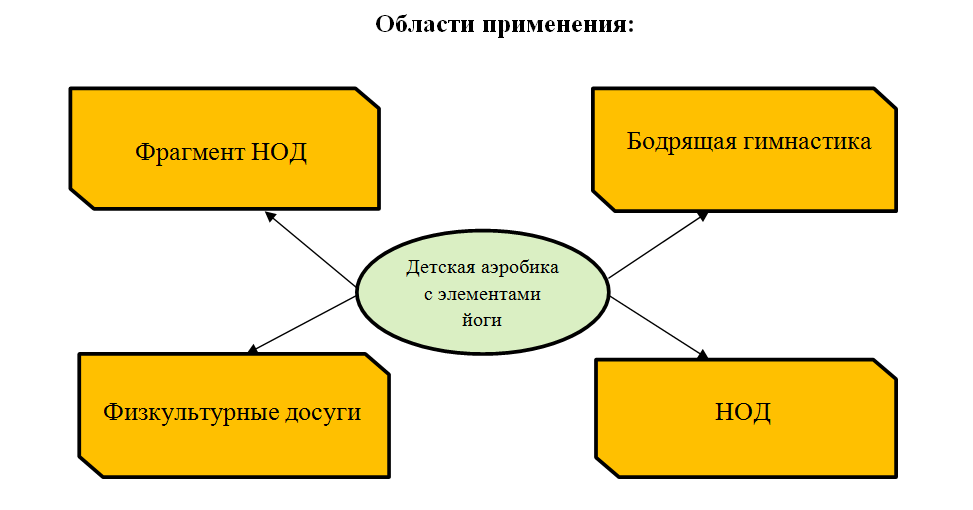 Области применения:
Фрагмент НОД
Бодрящая гимнастика
Детская аэробика
с элементами
йоги
Физкультурные досуги
НОД